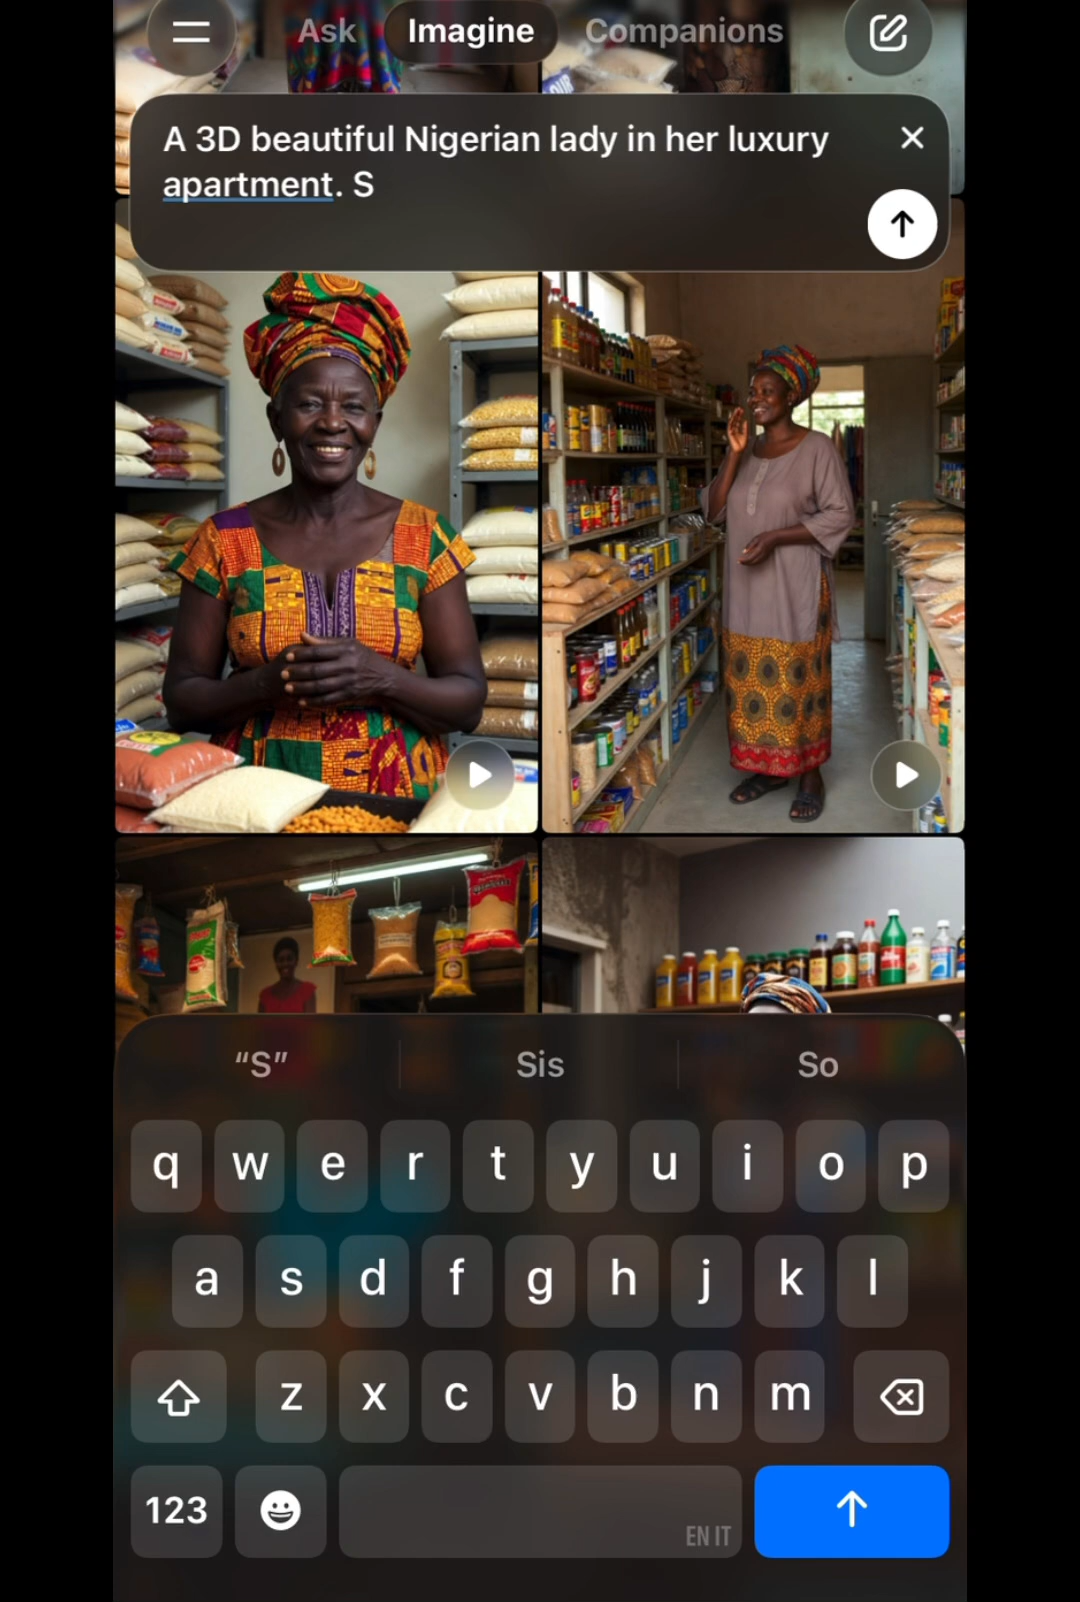 Ask Imagine Companions
A 3D beautiful Nigerian lady in her luxury
apartment. S
“S” Sis So
q w e r t y u i o p
a s d f g h j k l
z x c v b n m
123
EN IT